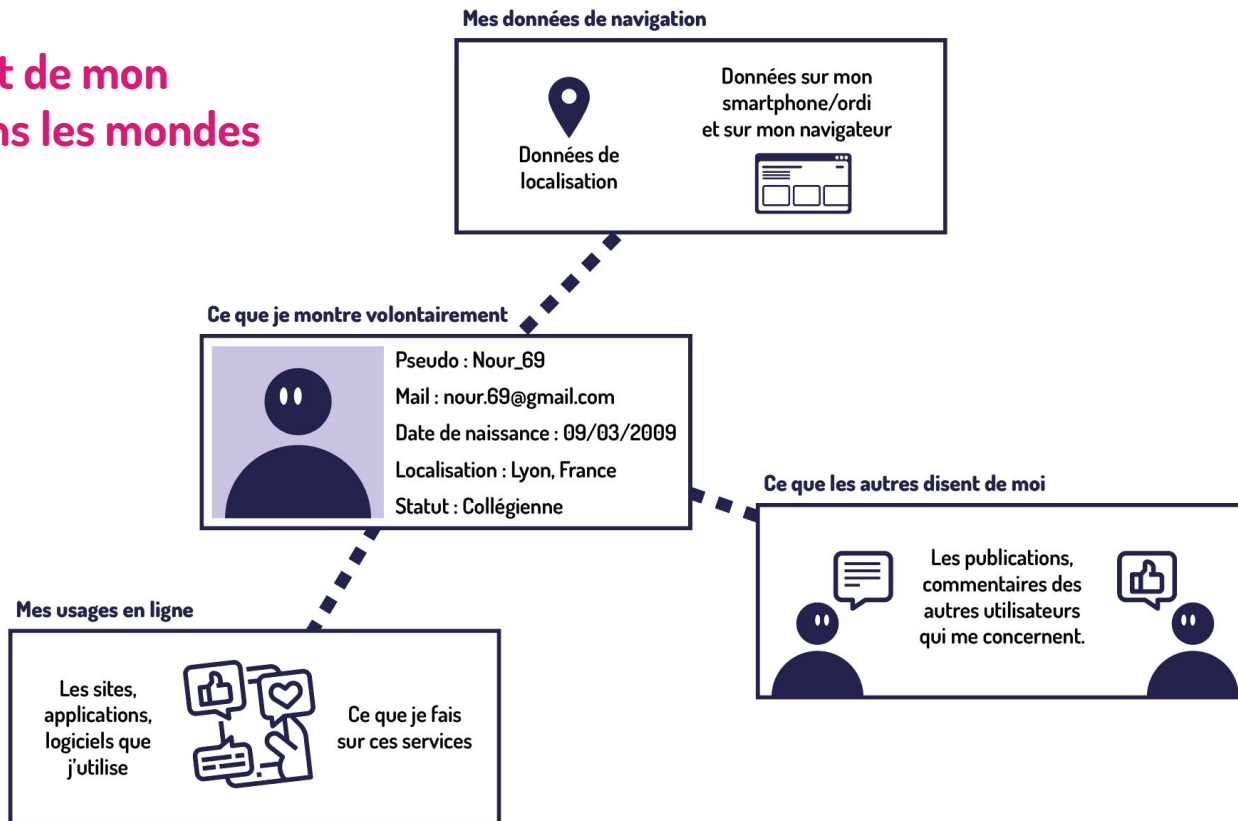 Mes données de navigation
t de mon
ns les mondes
Données de
localisation
Données sur mon
smartphone/ordi
et sur mon navigateur
Ce que je montre volontairement
Pseudo : Nour_69
Mail : nour.69@gmail.com
Date de naissance : 09/03/2009
Localisation : Lyon, France
Statut : Collégienne
Ce que les autres disent de moi
Les publications,
commentaires des
autres utilisateurs
qui me concernent.
Mes usages en ligne
Les sites,
applications,
logiciels que
j'utilise
Ce que je fais
sur ces services